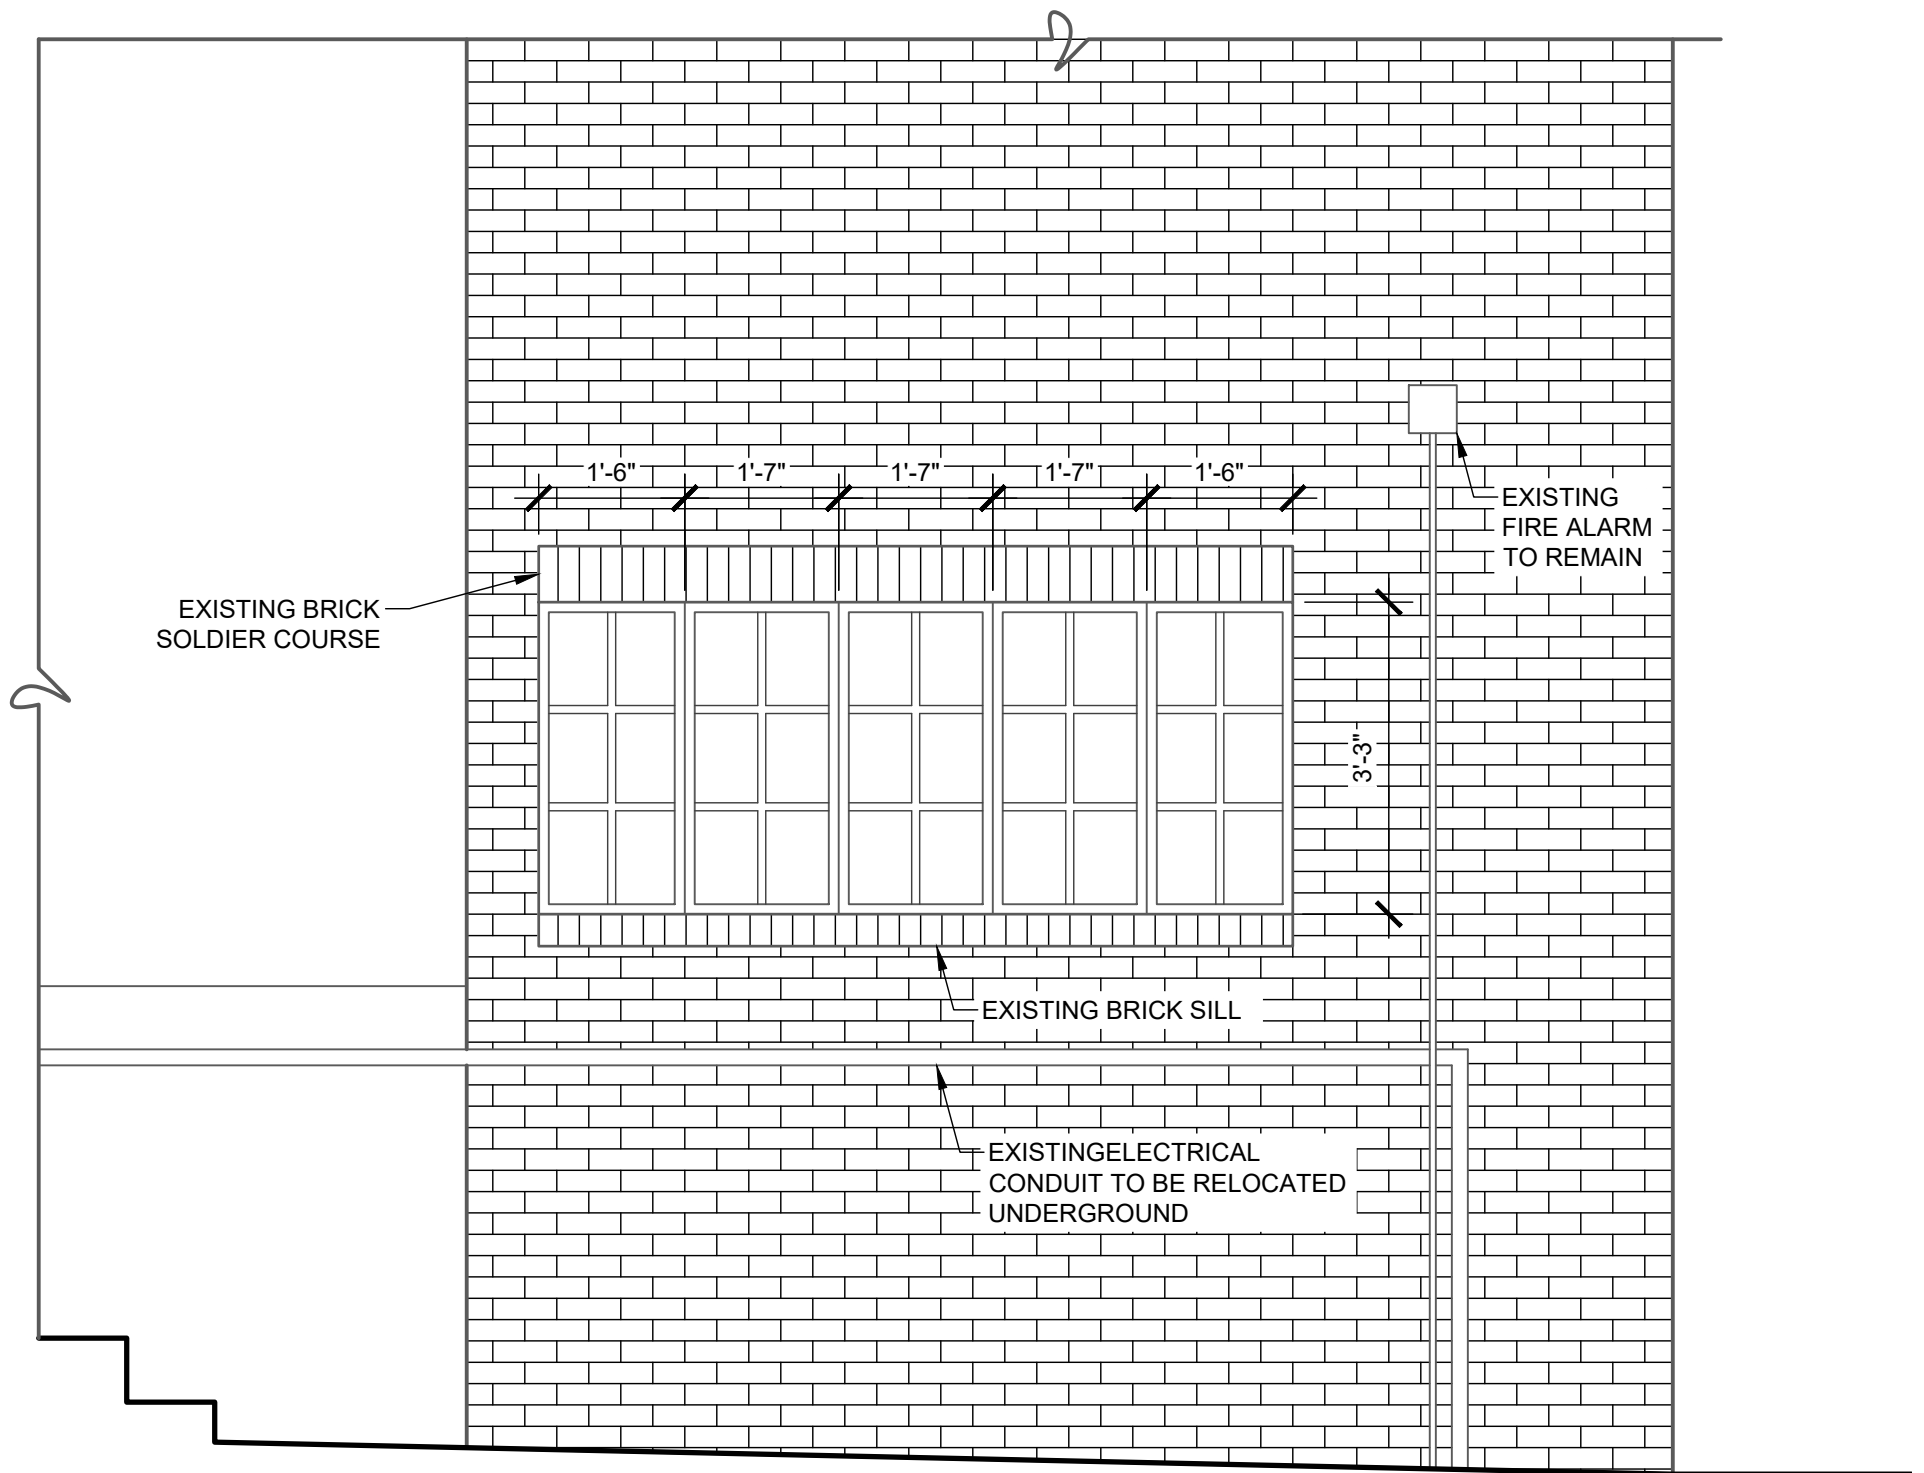 1'-6"
1'-7"
1'-7"
1'-7"
1'-6"
EXISTING
FIRE ALARM
TO REMAIN
EXISTING BRICK
SOLDIER COURSE
3'-3"
EXISTING BRICK SILL
EXISTINGELECTRICAL
CONDUIT TO BE RELOCATED
UNDERGROUND